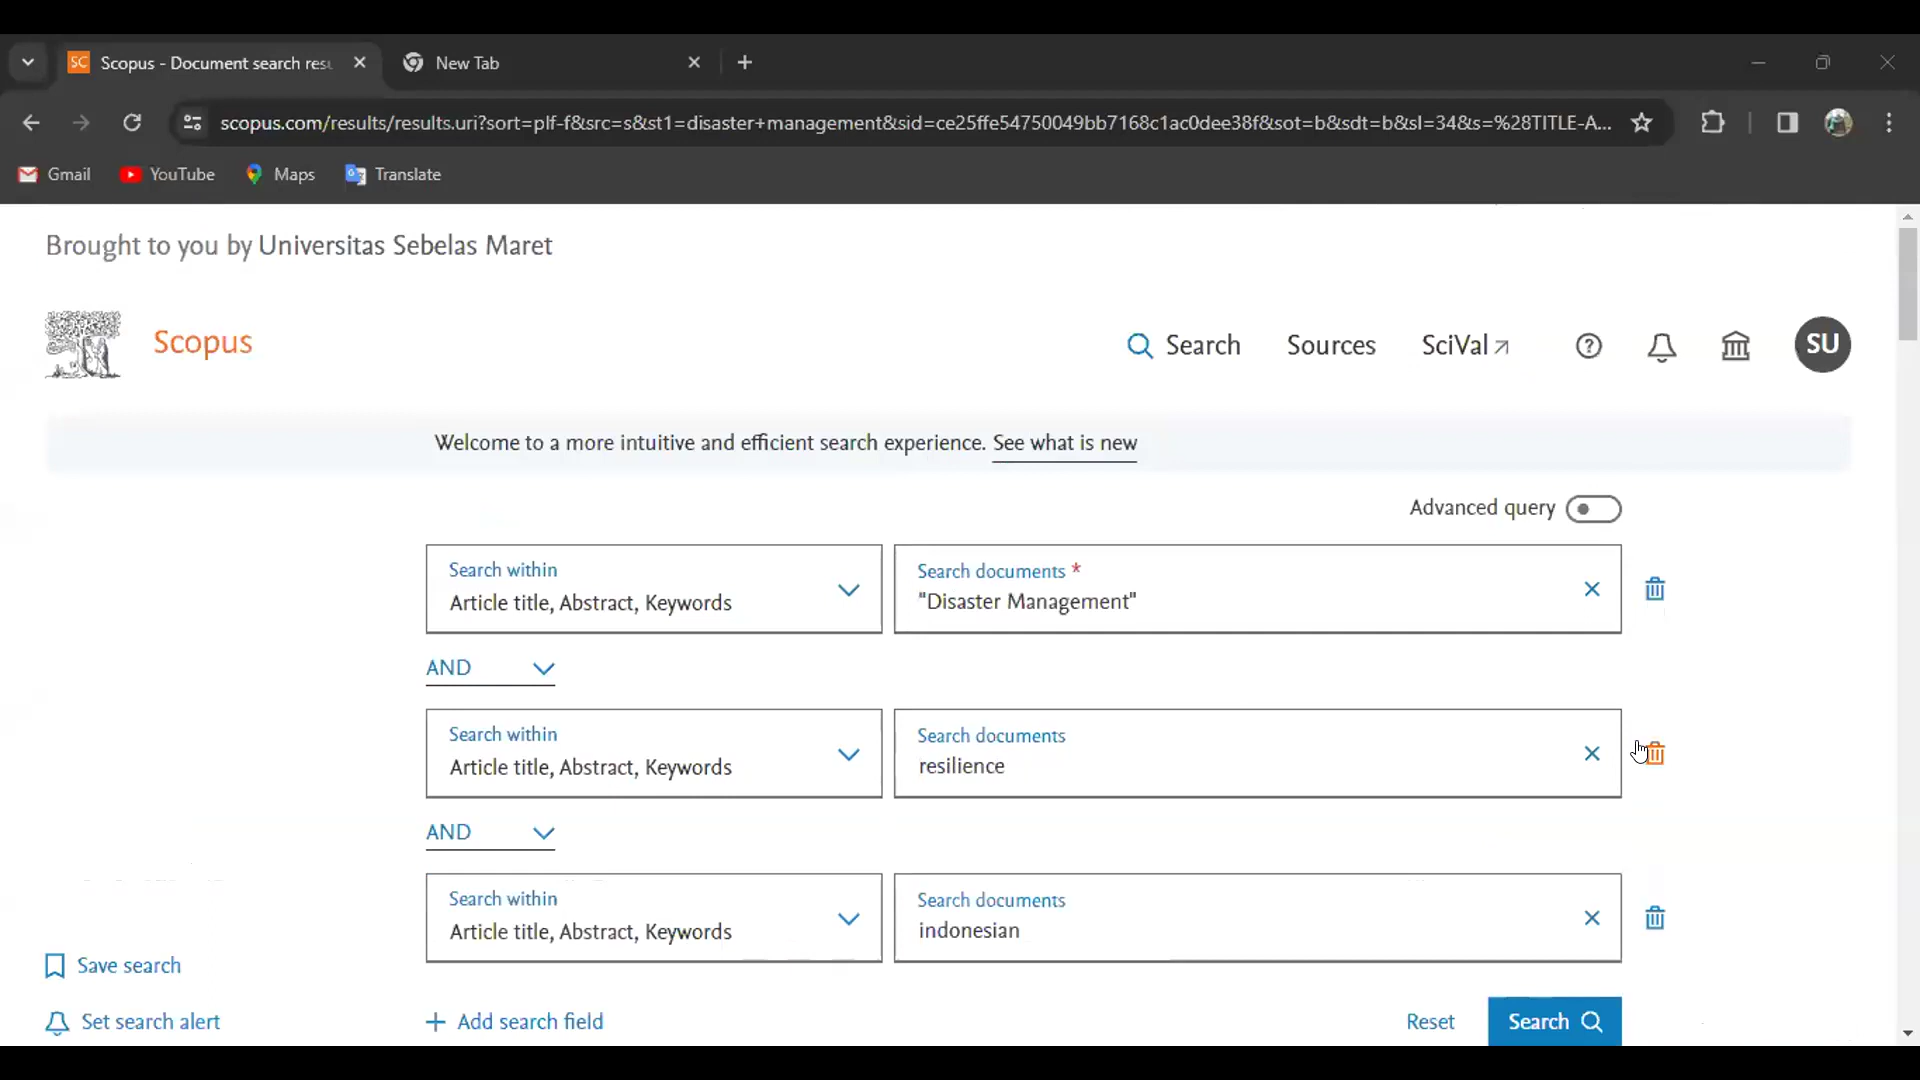 SC Scopus - Document search resu
New Tab
scopus.com/results/results.uri?sort=plf-f&src=s&st1=disaster+management&sid=ce25ffe54750049bb7168c1ac0dee38f&sot=b&sdt=b&sl=34&s=%28TITLE-A...
Gmail YouTube Maps Translate
Brought to you by Universitas Sebelas Maret
Scopus
Search Sources SciVal SU
Welcome to a more intuitive and efficient search experience. See what is new
Advanced query
Search within
Article title, Abstract, Keywords
Search documents *
"Disaster Management"
AND
Search within
Article title, Abstract, Keywords
Search documents
resilience
AND
Search within
Article title, Abstract, Keywords
Search documents
indonesian
Save search
Set search alert
Add search field
Reset
Search